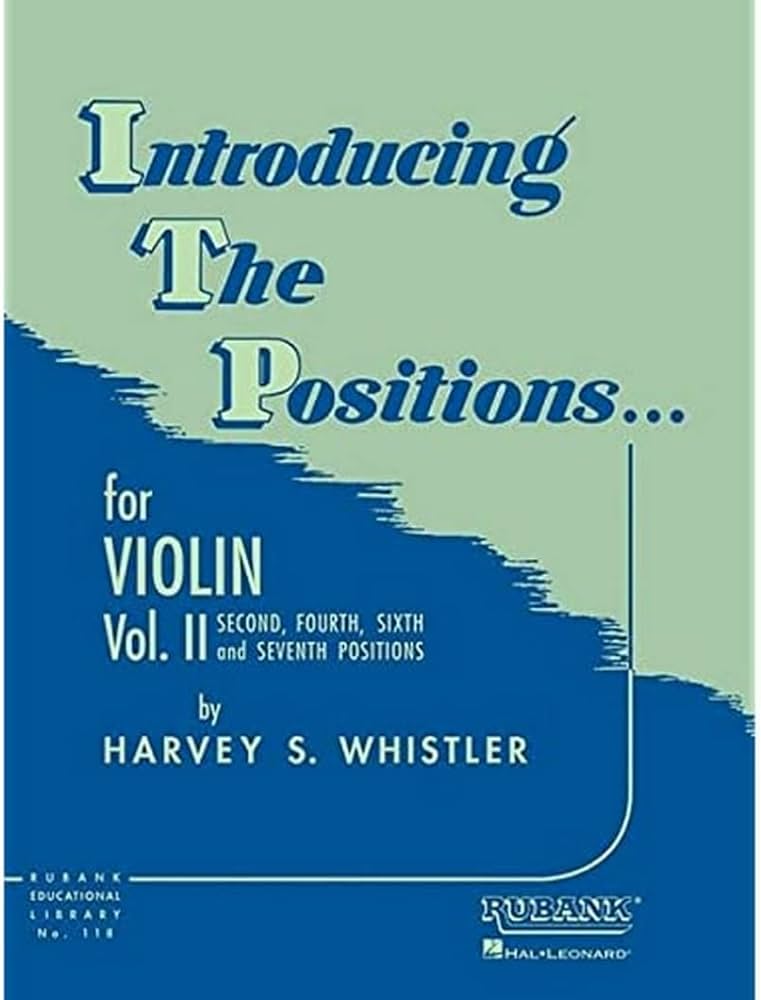 Introducing
The
Positions...
for
VIOLIN
Vol. II SECOND, FOURTH, SIXTH
and SEVENTH POSITIONS
by
HARVEY S. WHISTLER
RUBANK
EDUCATIONAL
LIBRARY
No. 118
RUBANK®
HAL•LEONARD®